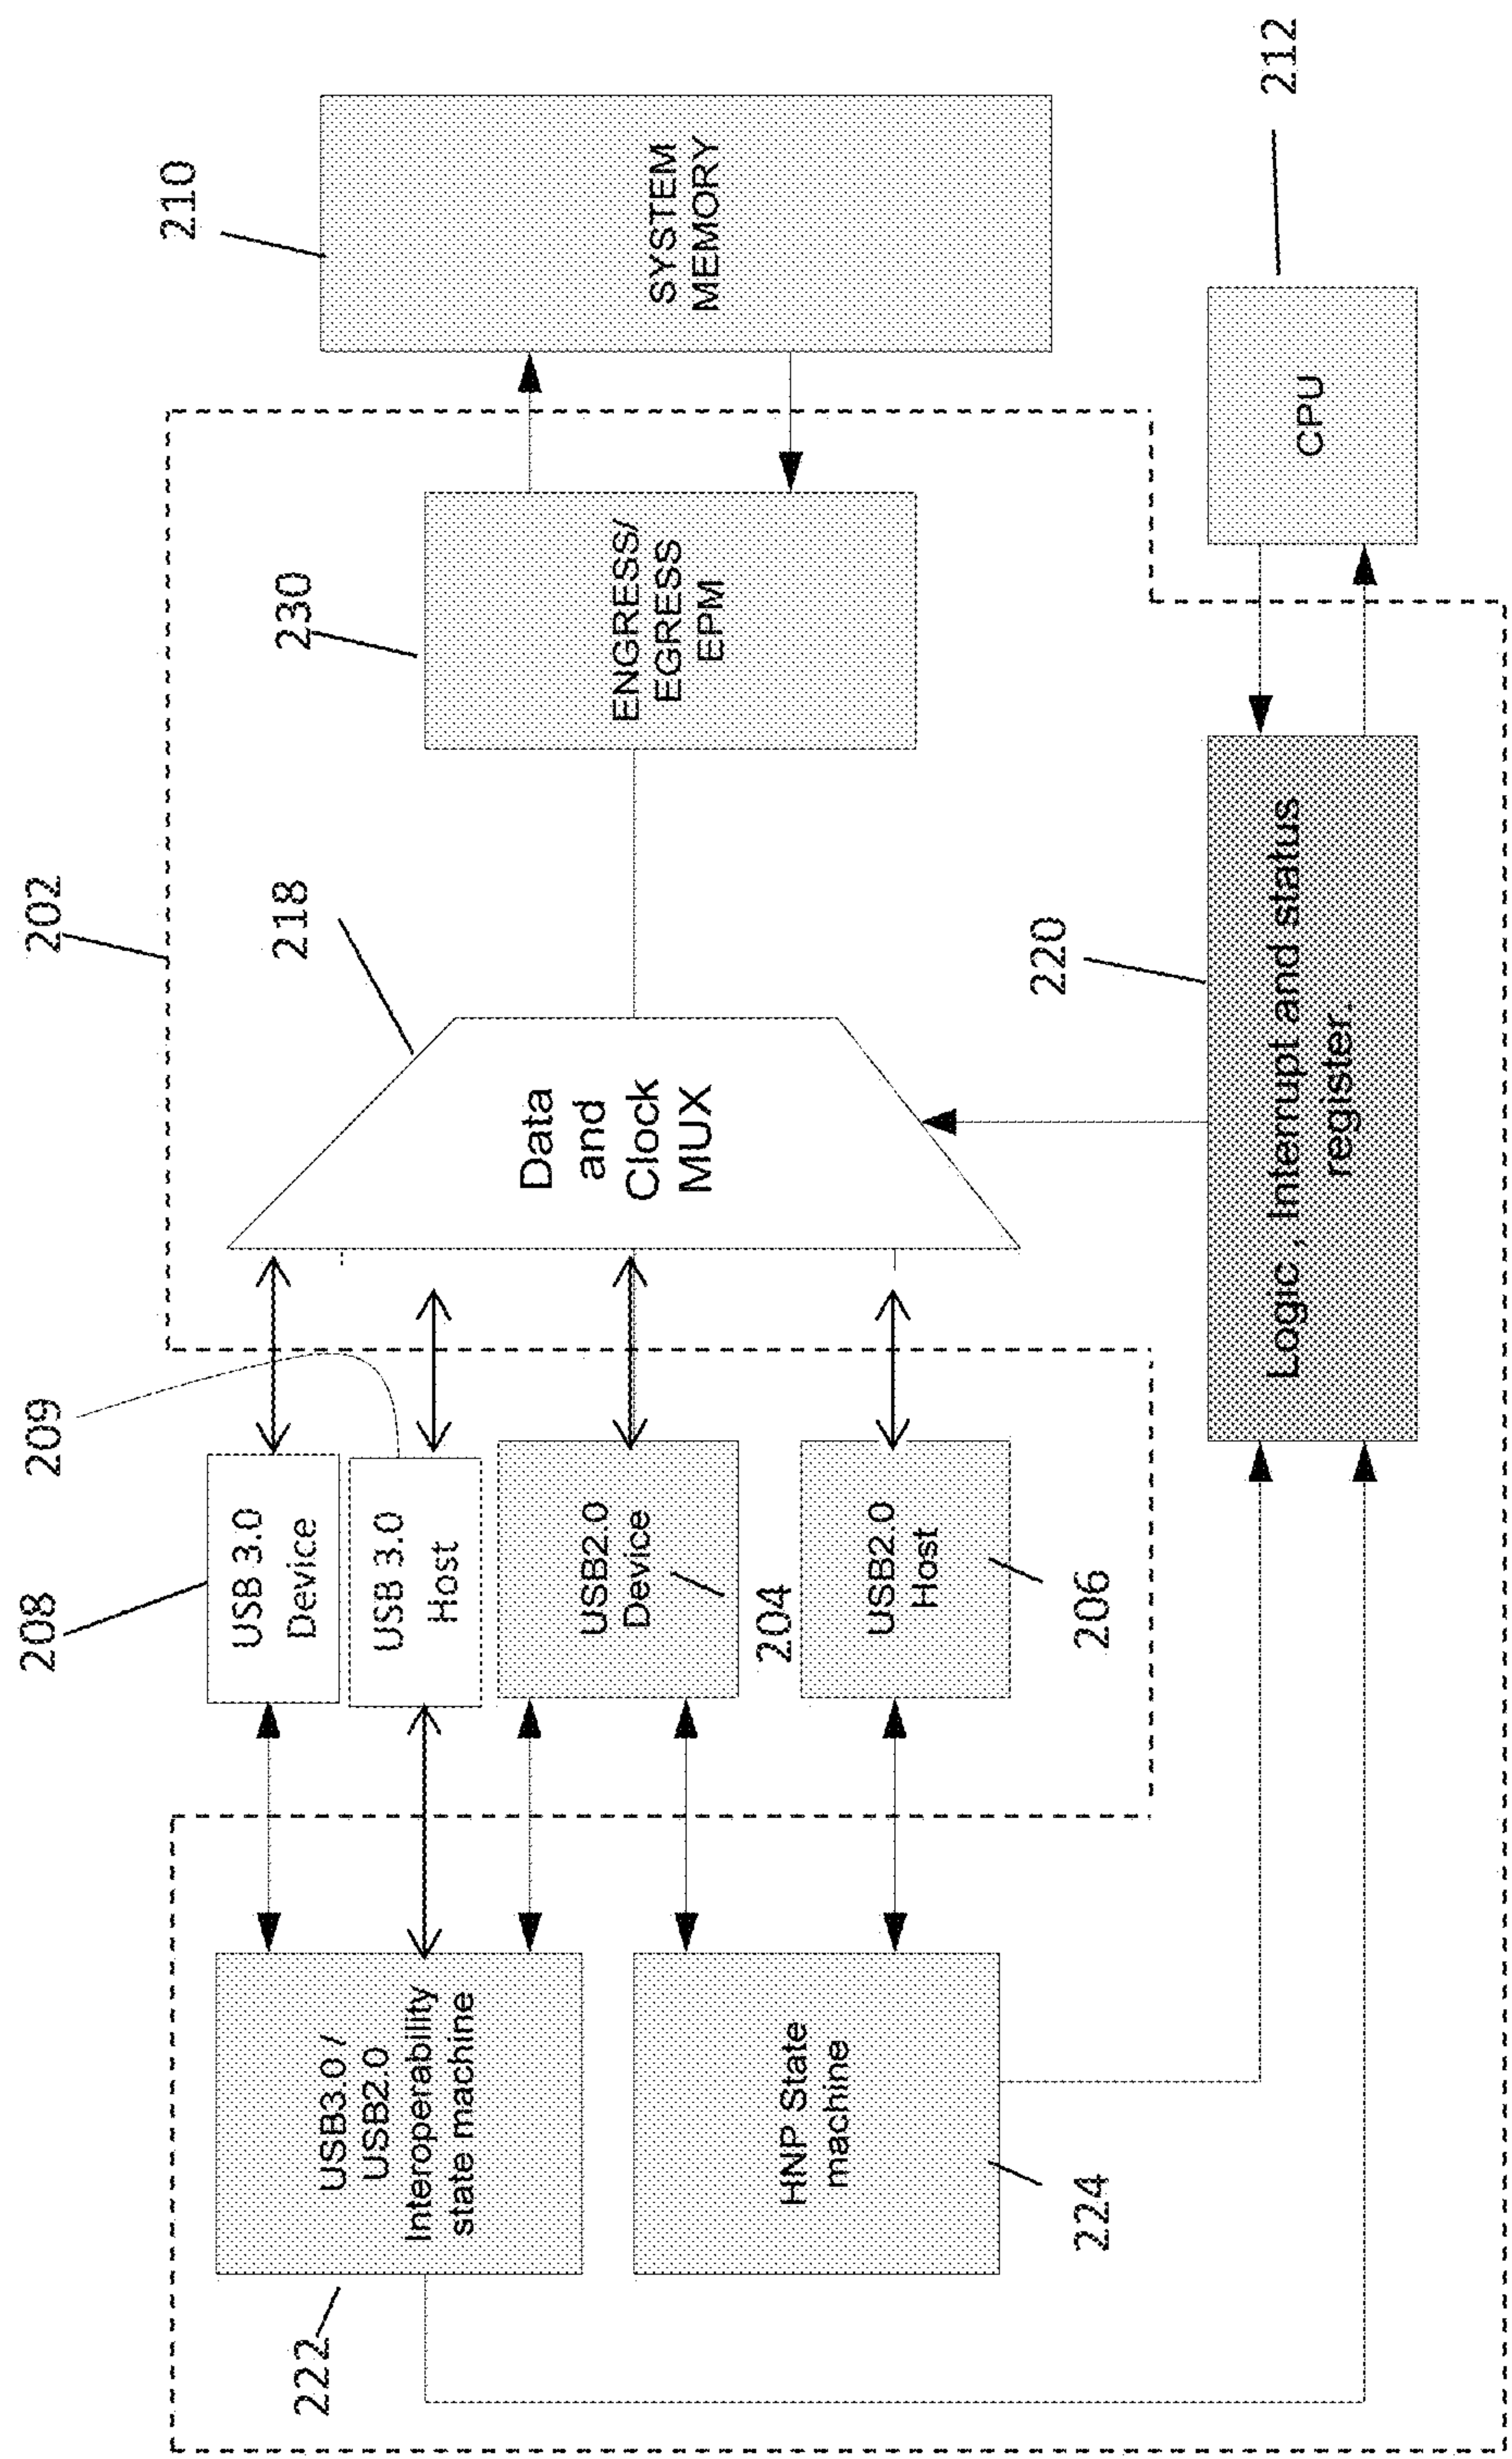 202
208
209
218
230
210
USB 3.0
Device
USB 3.0
Host
USB2.0
Device
204
USB2.0
Host
206
222
USB3.0 /
USB2.0
Interoperability
state machine
HNP State
machine
224
Data
and
Clock
MUX
ENGRESS/
EGRESS
EPM
SYSTEM
MEMORY
220
Logic , Interrupt and status
register.
CPU
212